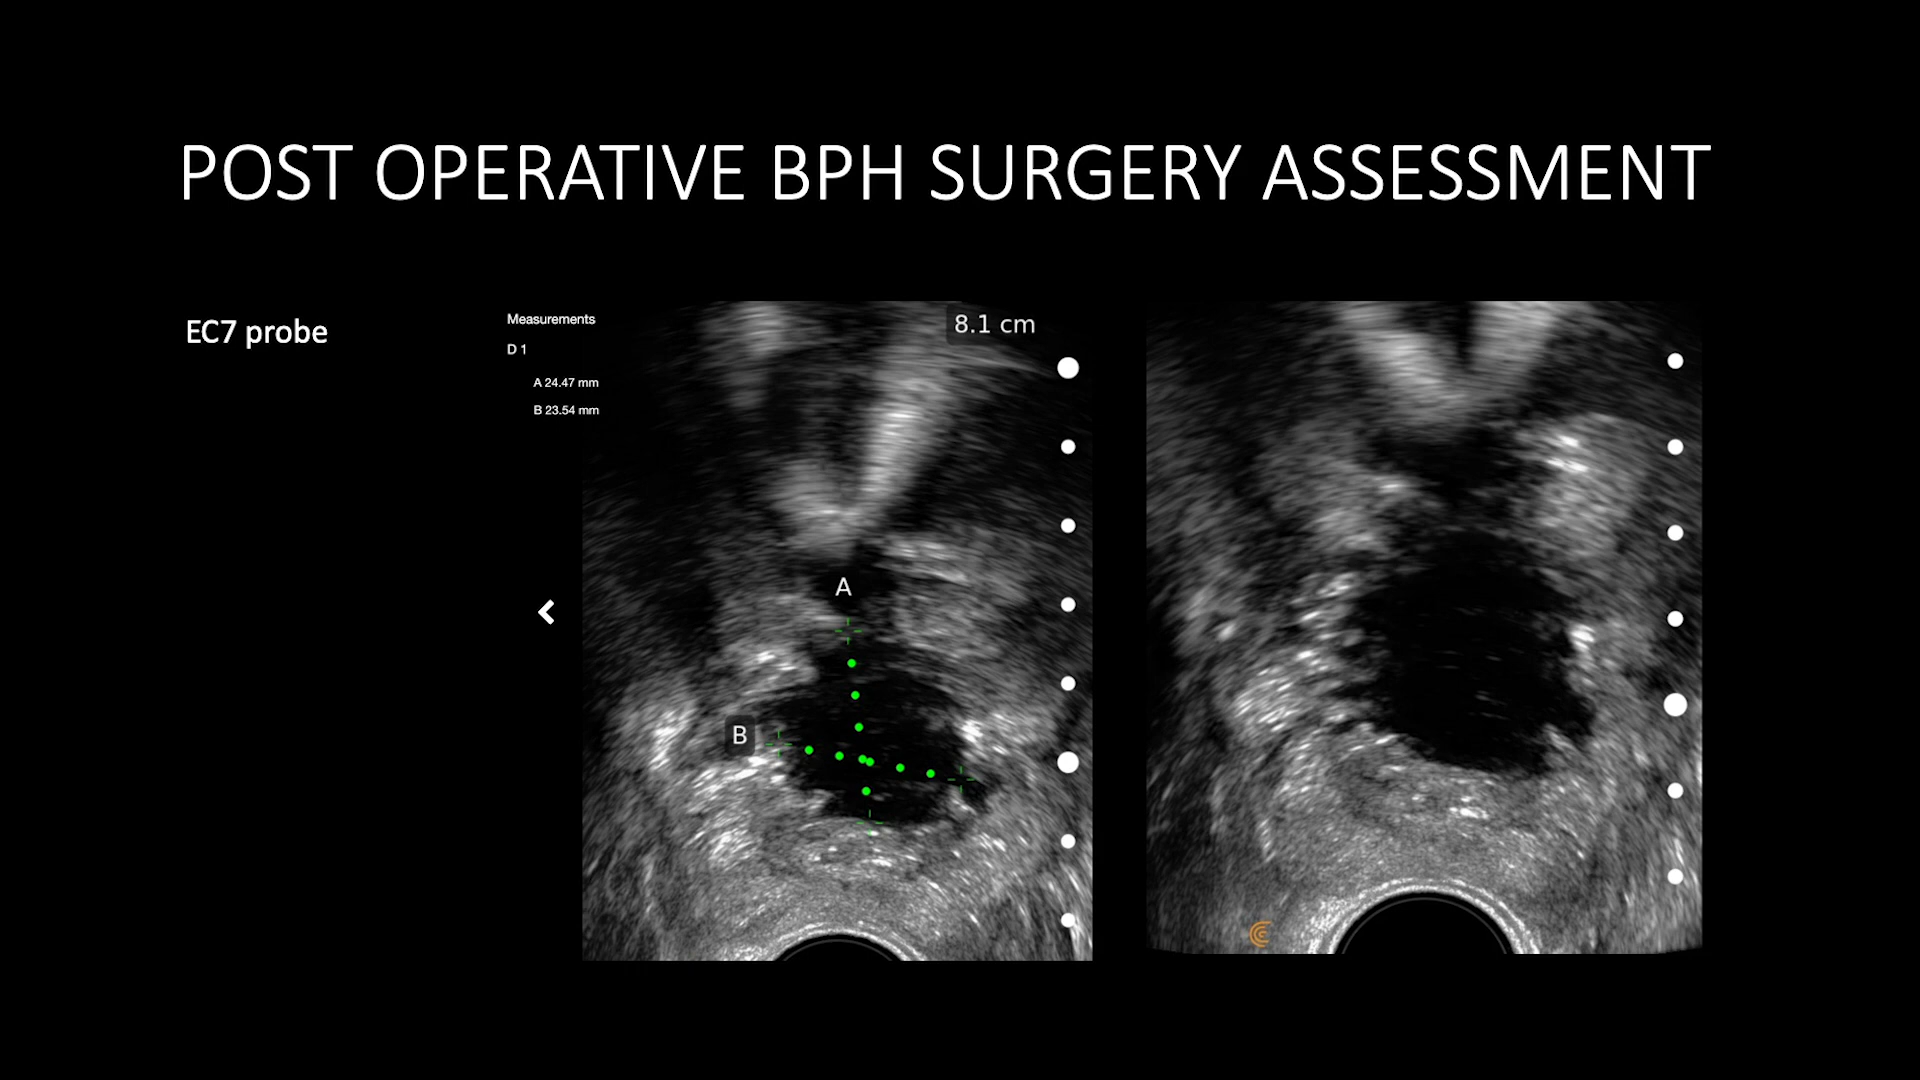 POST OPERATIVE BPH SURGERY ASSESSMENT
EC7 probe
Measurements
D 1
A 24.47 mm
B 23.54 mm
8.1 cm
A
B